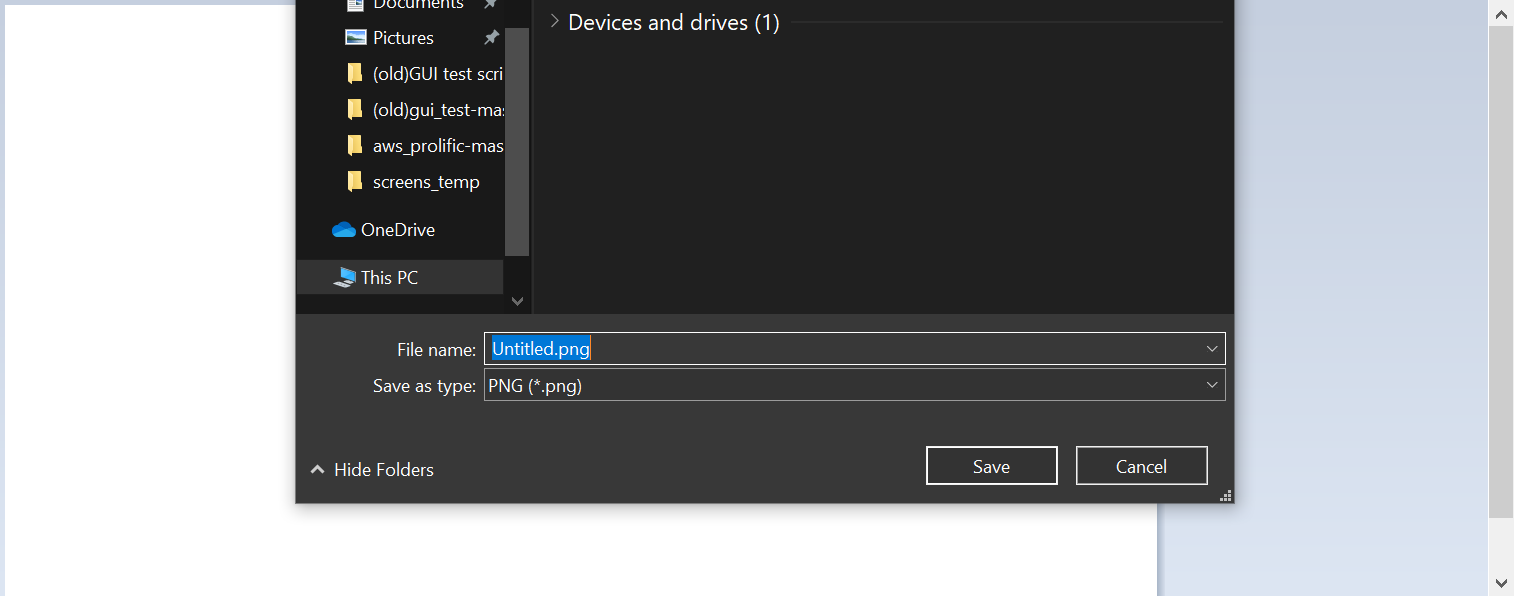 Documents
Pictures
(old)GUI test scri
(old)gui_test-mas
aws_prolific-mas
screens_temp
OneDrive
This PC
Devices and drives (1)
File name: Untitled.png
Save as type: PNG (*.png)
Hide Folders
Save
Cancel